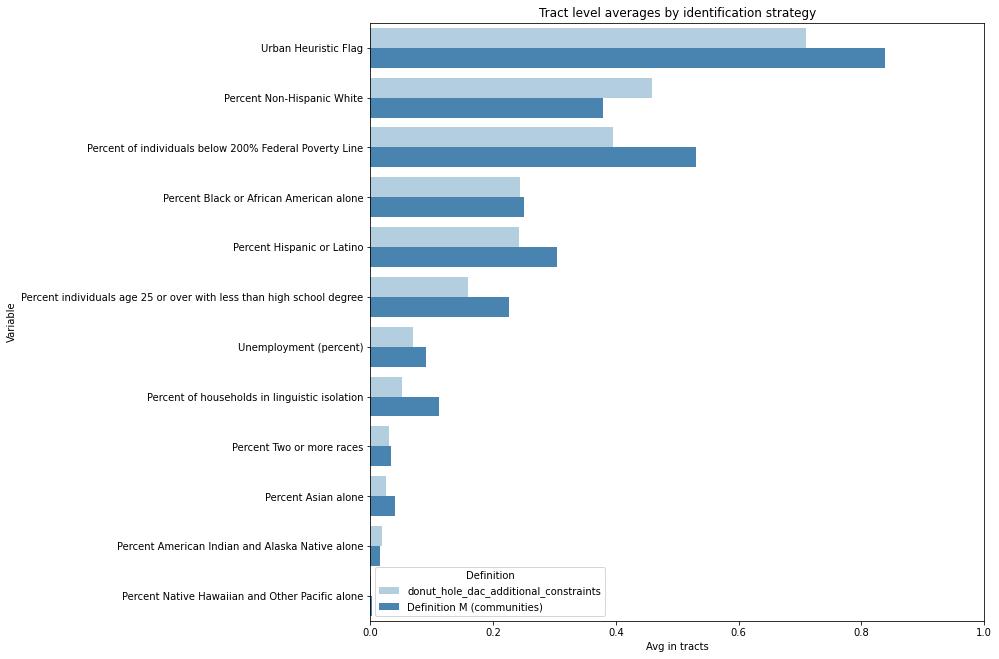 Tract level averages by identification strategy
Urban Heuristic Flag
Percent Non-Hispanic White
Percent of individuals below 200% Federal Poverty Line
Percent Black or African American alone
Percent Hispanic or Latino
Percent individuals age 25 or over with less than high school degree
Unemployment (percent)
Percent of households in linguistic isolation
Percent Two or more races
Percent Asian alone
Percent American Indian and Alaska Native alone
Percent Native Hawaiian and Other Pacific alone
Variable
Definition
donut_hole_dac_additional_constraints
Definition M (communities)
0.0 0.2 0.4 0.6 0.8 1.0
Avg in tracts